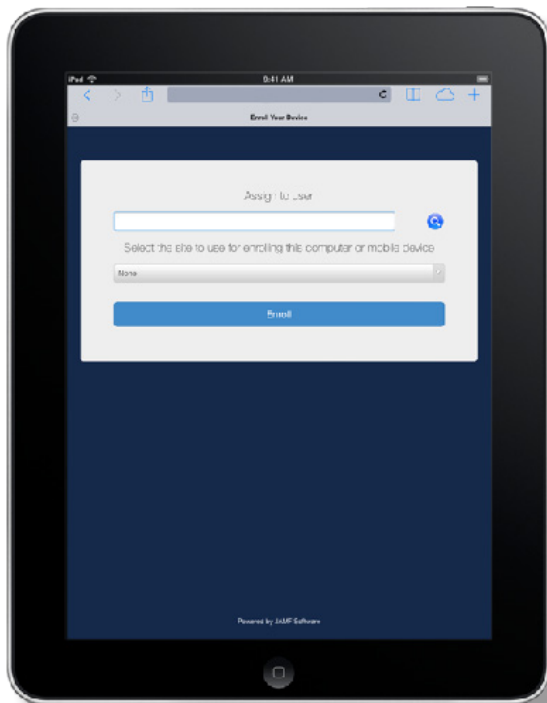 iPad 9:41 AM
Enroll Your Device
Assign to user
Select the site to use for enrolling this computer or mobile device
None
Enroll
Powered by JAMF Software